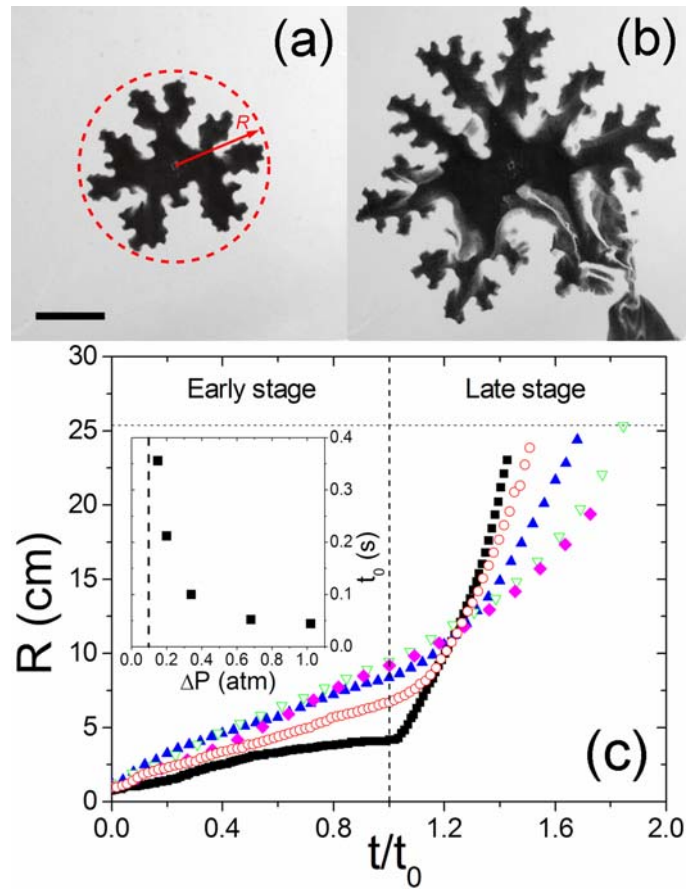 (a)
(b)
R
30
25
20
15
10
5
0
R (cm)
Early stage
Late stage
0.4
0.3
0.2
0.1
0.0
t₀ (s)
0.0 0.2 0.4 0.6 0.8 1.0
ΔP (atm)
(c)
0.0 0.4 0.8 1.2 1.6 2.0
t/t₀